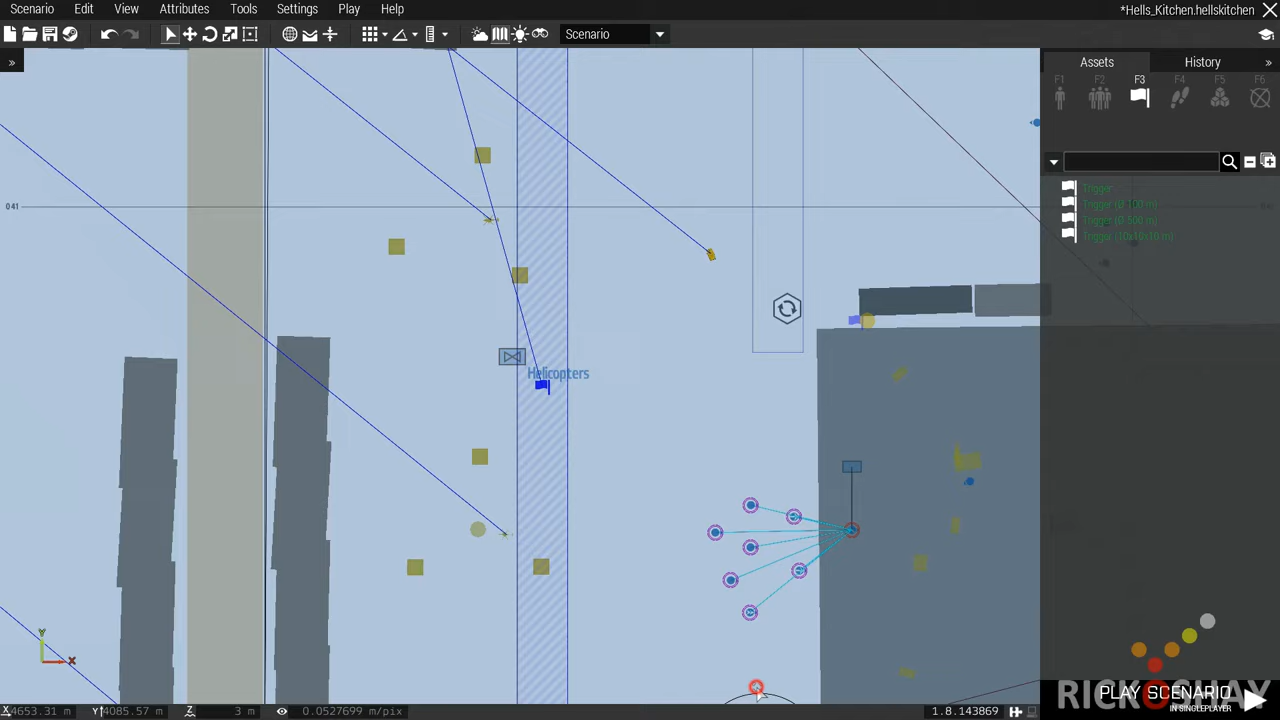 Scenario Edit View Attributes Tools Settings Play Help *Hells_Kitchen.hellskitchen
Scenario
» Assets History »
F1 F2 F3 F4 F5 F6
Trigger
Trigger (Ø 100 m)
Trigger (Ø 500 m)
Trigger (10x10x10 m)
041
Helicopters
Y
X
RICKOSHAY
PLAY SCENARIO
IN SINGLEPLAYER
X 4653.31 m Y 4085.57 m Z 3 m 0.0527699 m/pix 1.8.143869